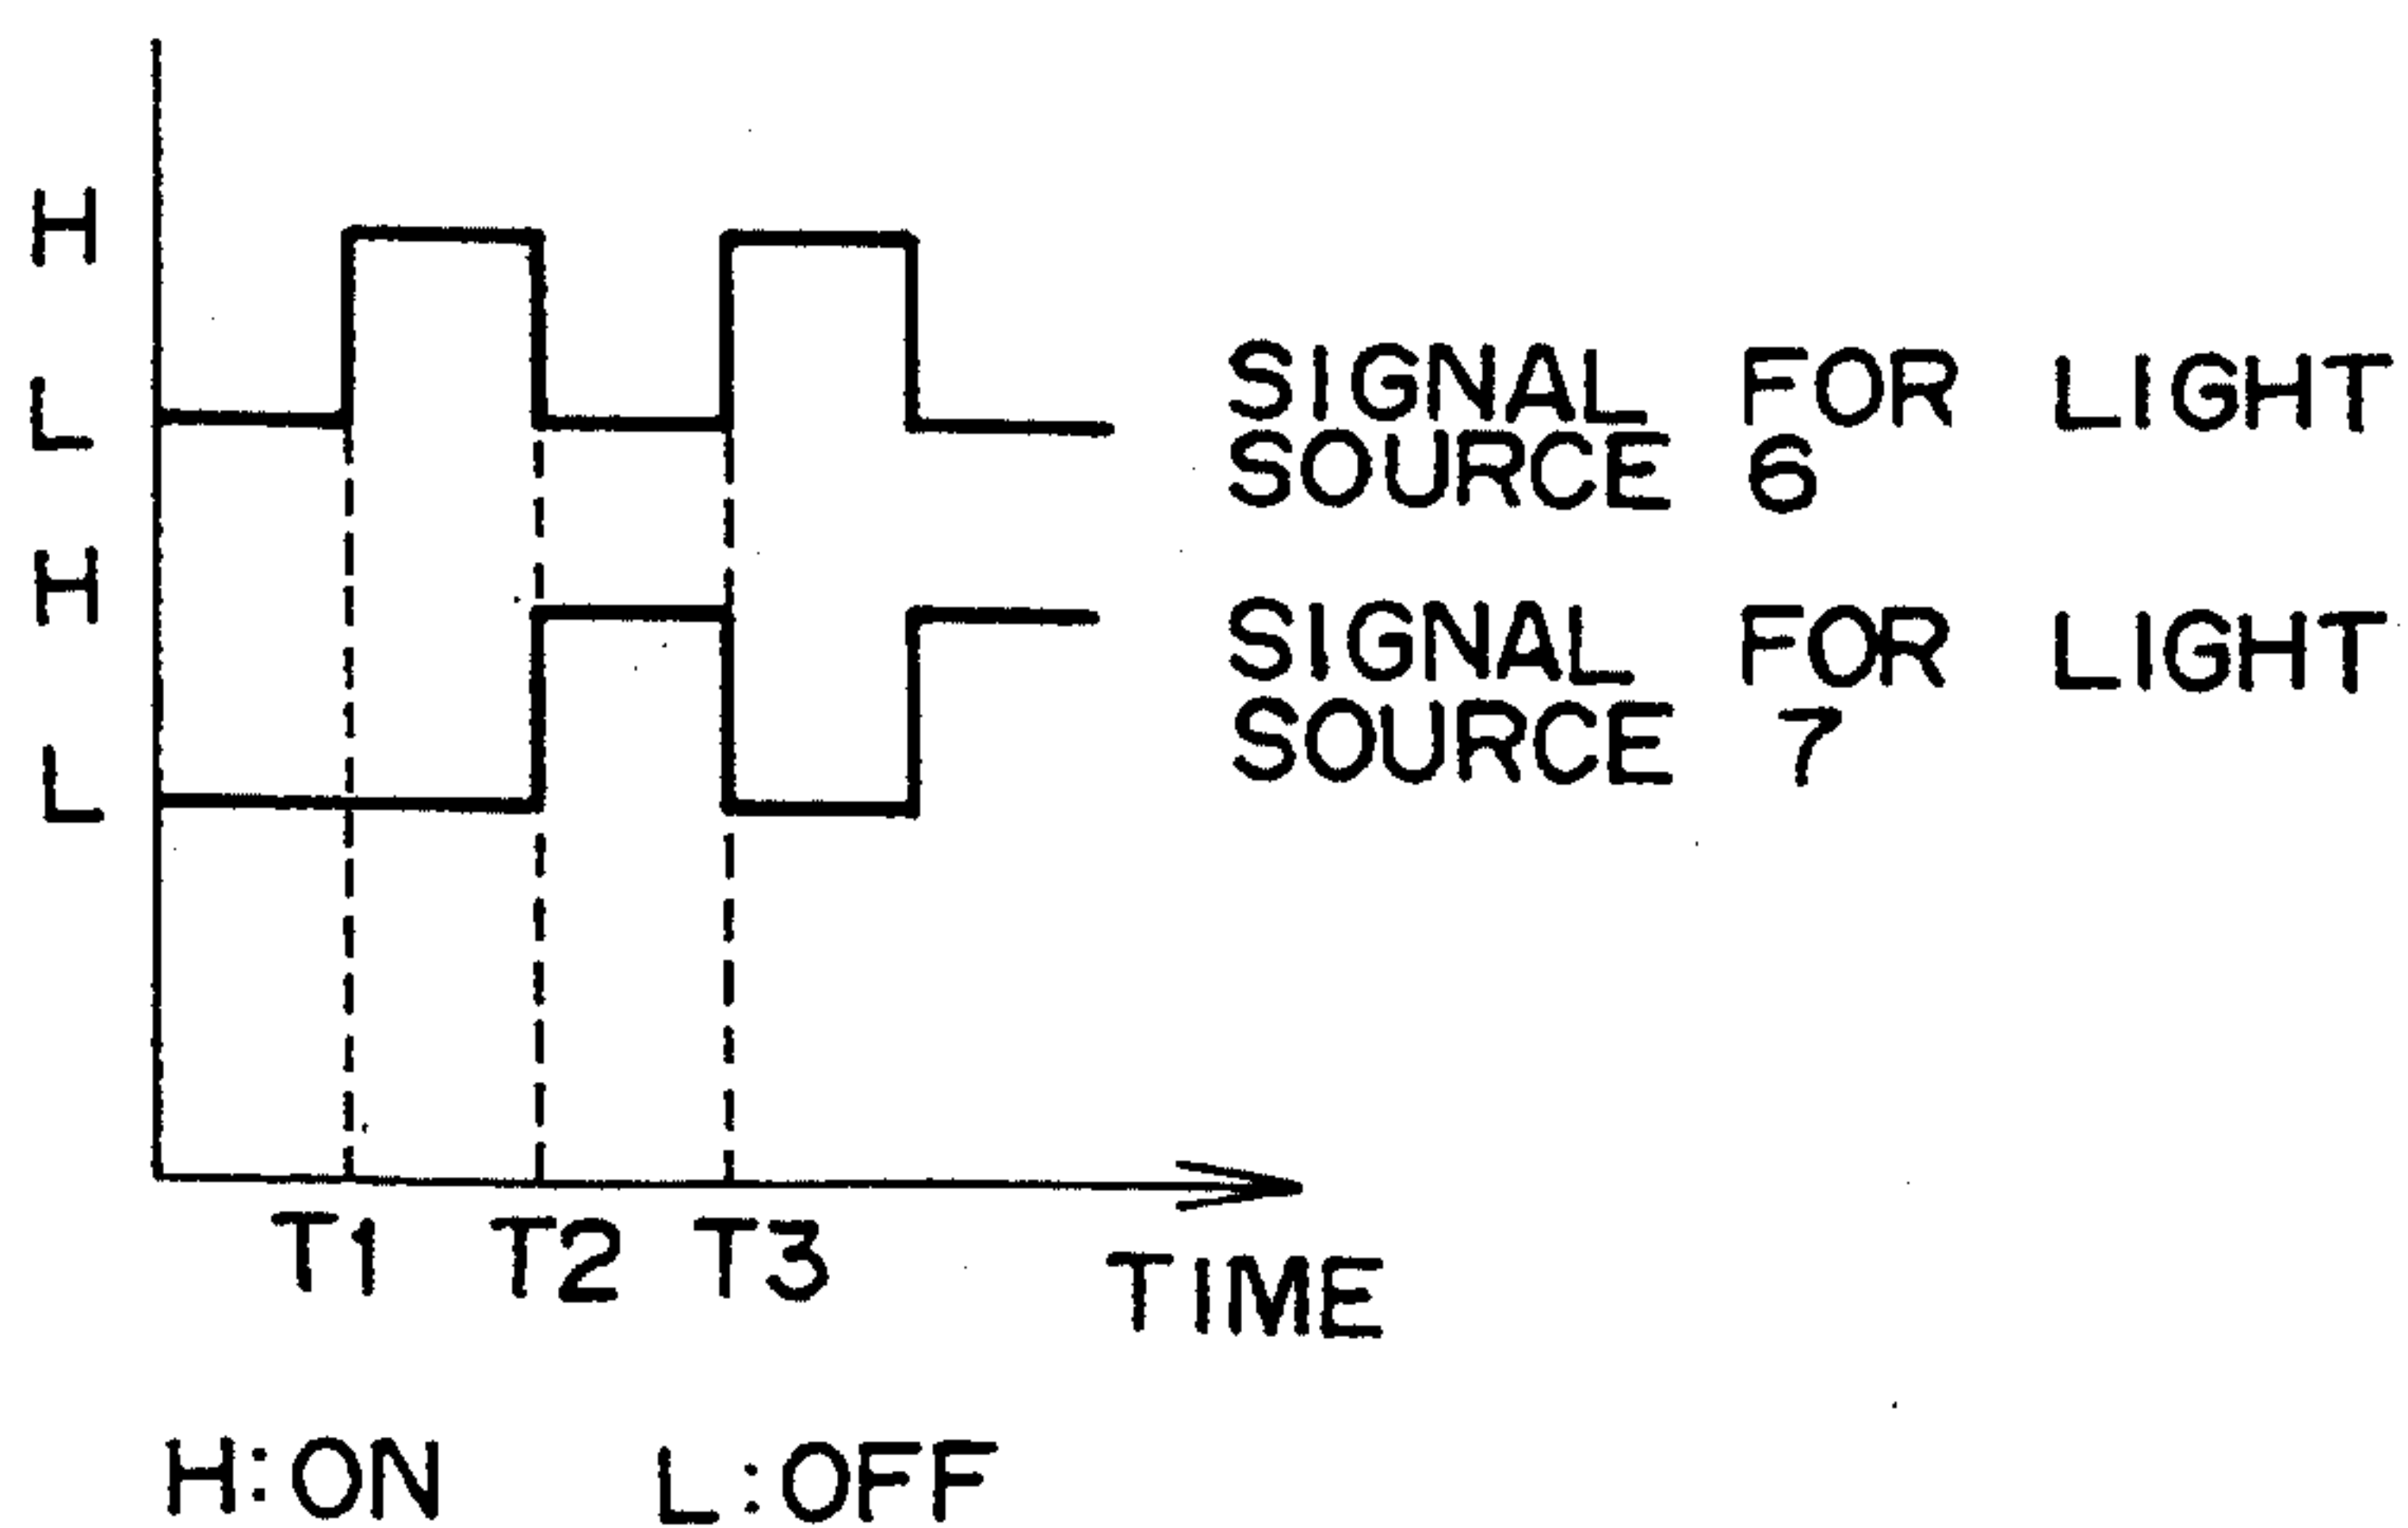 H
L
SIGNAL FOR LIGHT
SOURCE 6
H
L
SIGNAL FOR LIGHT
SOURCE 7
T1 T2 T3
TIME
H:ON L:OFF